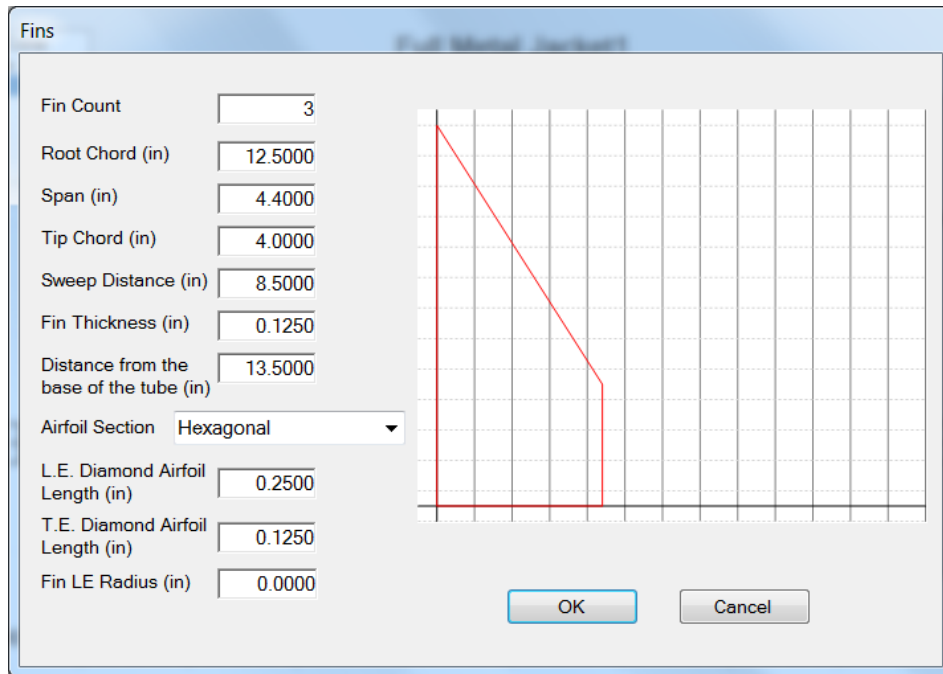 Fins
Full Metal Jacket1
Fin Count 3
Root Chord (in) 12.5000
Span (in) 4.4000
Tip Chord (in) 4.0000
Sweep Distance (in) 8.5000
Fin Thickness (in) 0.1250
Distance from the
base of the tube (in) 13.5000
Airfoil Section Hexagonal
L.E. Diamond Airfoil
Length (in) 0.2500
T.E. Diamond Airfoil
Length (in) 0.1250
Fin LE Radius (in) 0.0000
OK Cancel